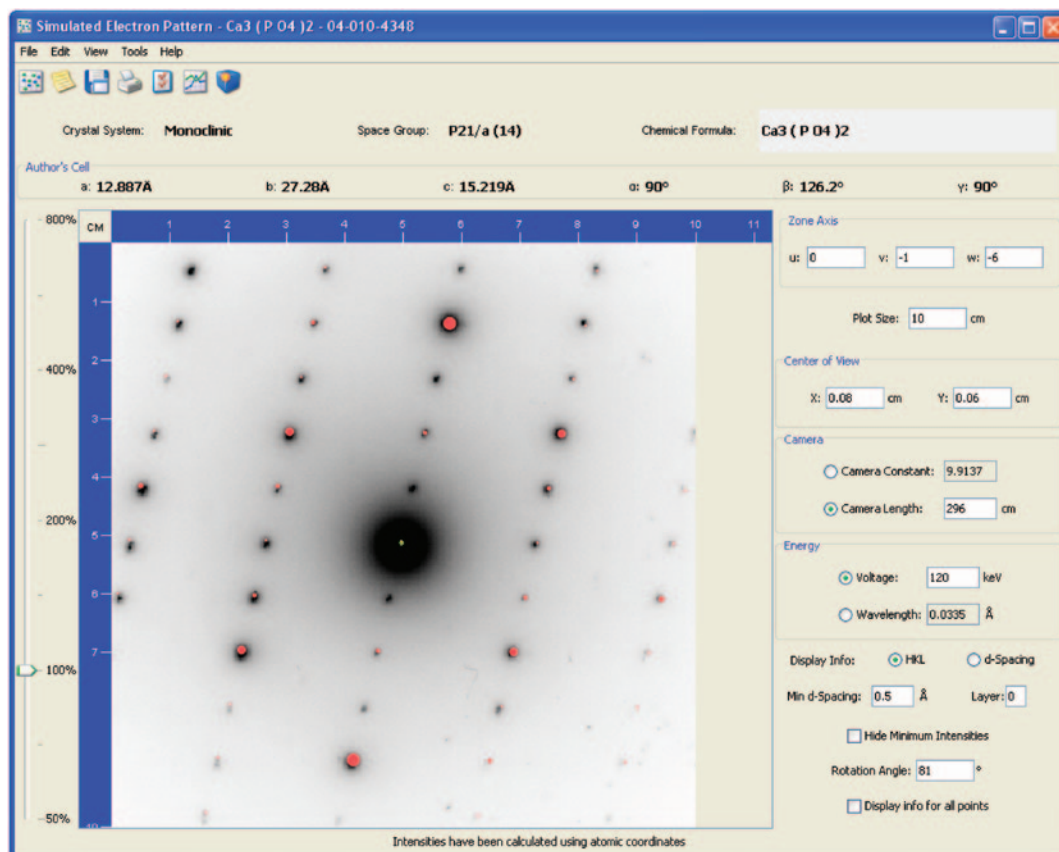 Simulated Electron Pattern - Ca3 ( P O4 )2 - 04-010-4348
File Edit View Tools Help
Crystal System: Monoclinic Space Group: P21/a (14) Chemical Formula: Ca3 ( P O4 )2
Author's Cell
a: 12.887Å b: 27.28Å c: 15.219Å α: 90° β: 126.2° γ: 90°
800%
400%
200%
100%
50%
CM
1 2 3 4 5 6 7 8 9 10 11
1
2
3
4
5
6
7
10
Zone Axis
u: 0 v: -1 w: -6
Plot Size: 10 cm
Center of View
X: 0.08 cm Y: 0.06 cm
Camera
Camera Constant: 9.9137
Camera Length: 296 cm
Energy
Voltage: 120 keV
Wavelength: 0.0335 Å
Display Info: HKL d-Spacing
Min d-Spacing: 0.5 Å Layer: 0
Hide Minimum Intensities
Rotation Angle: 81 °
Display info for all points
Intensities have been calculated using atomic coordinates